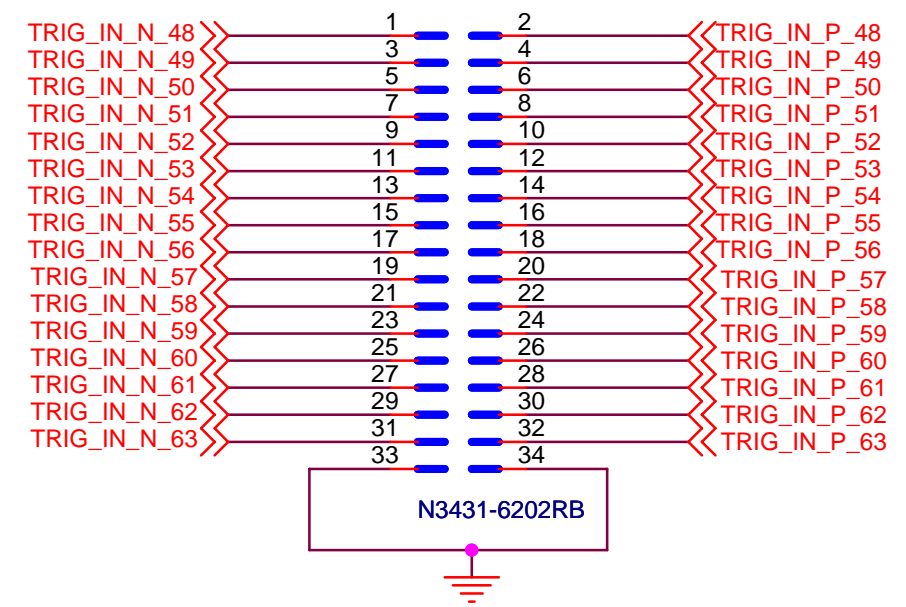 TRIG_IN_N_48 1 2 TRIG_IN_P_48
TRIG_IN_N_49 3 4 TRIG_IN_P_49
TRIG_IN_N_50 5 6 TRIG_IN_P_50
TRIG_IN_N_51 7 8 TRIG_IN_P_51
TRIG_IN_N_52 9 10 TRIG_IN_P_52
TRIG_IN_N_53 11 12 TRIG_IN_P_53
TRIG_IN_N_54 13 14 TRIG_IN_P_54
TRIG_IN_N_55 15 16 TRIG_IN_P_55
TRIG_IN_N_56 17 18 TRIG_IN_P_56
TRIG_IN_N_57 19 20 TRIG_IN_P_57
TRIG_IN_N_58 21 22 TRIG_IN_P_58
TRIG_IN_N_59 23 24 TRIG_IN_P_59
TRIG_IN_N_60 25 26 TRIG_IN_P_60
TRIG_IN_N_61 27 28 TRIG_IN_P_61
TRIG_IN_N_62 29 30 TRIG_IN_P_62
TRIG_IN_N_63 31 32 TRIG_IN_P_63
33 34
N3431-6202RB